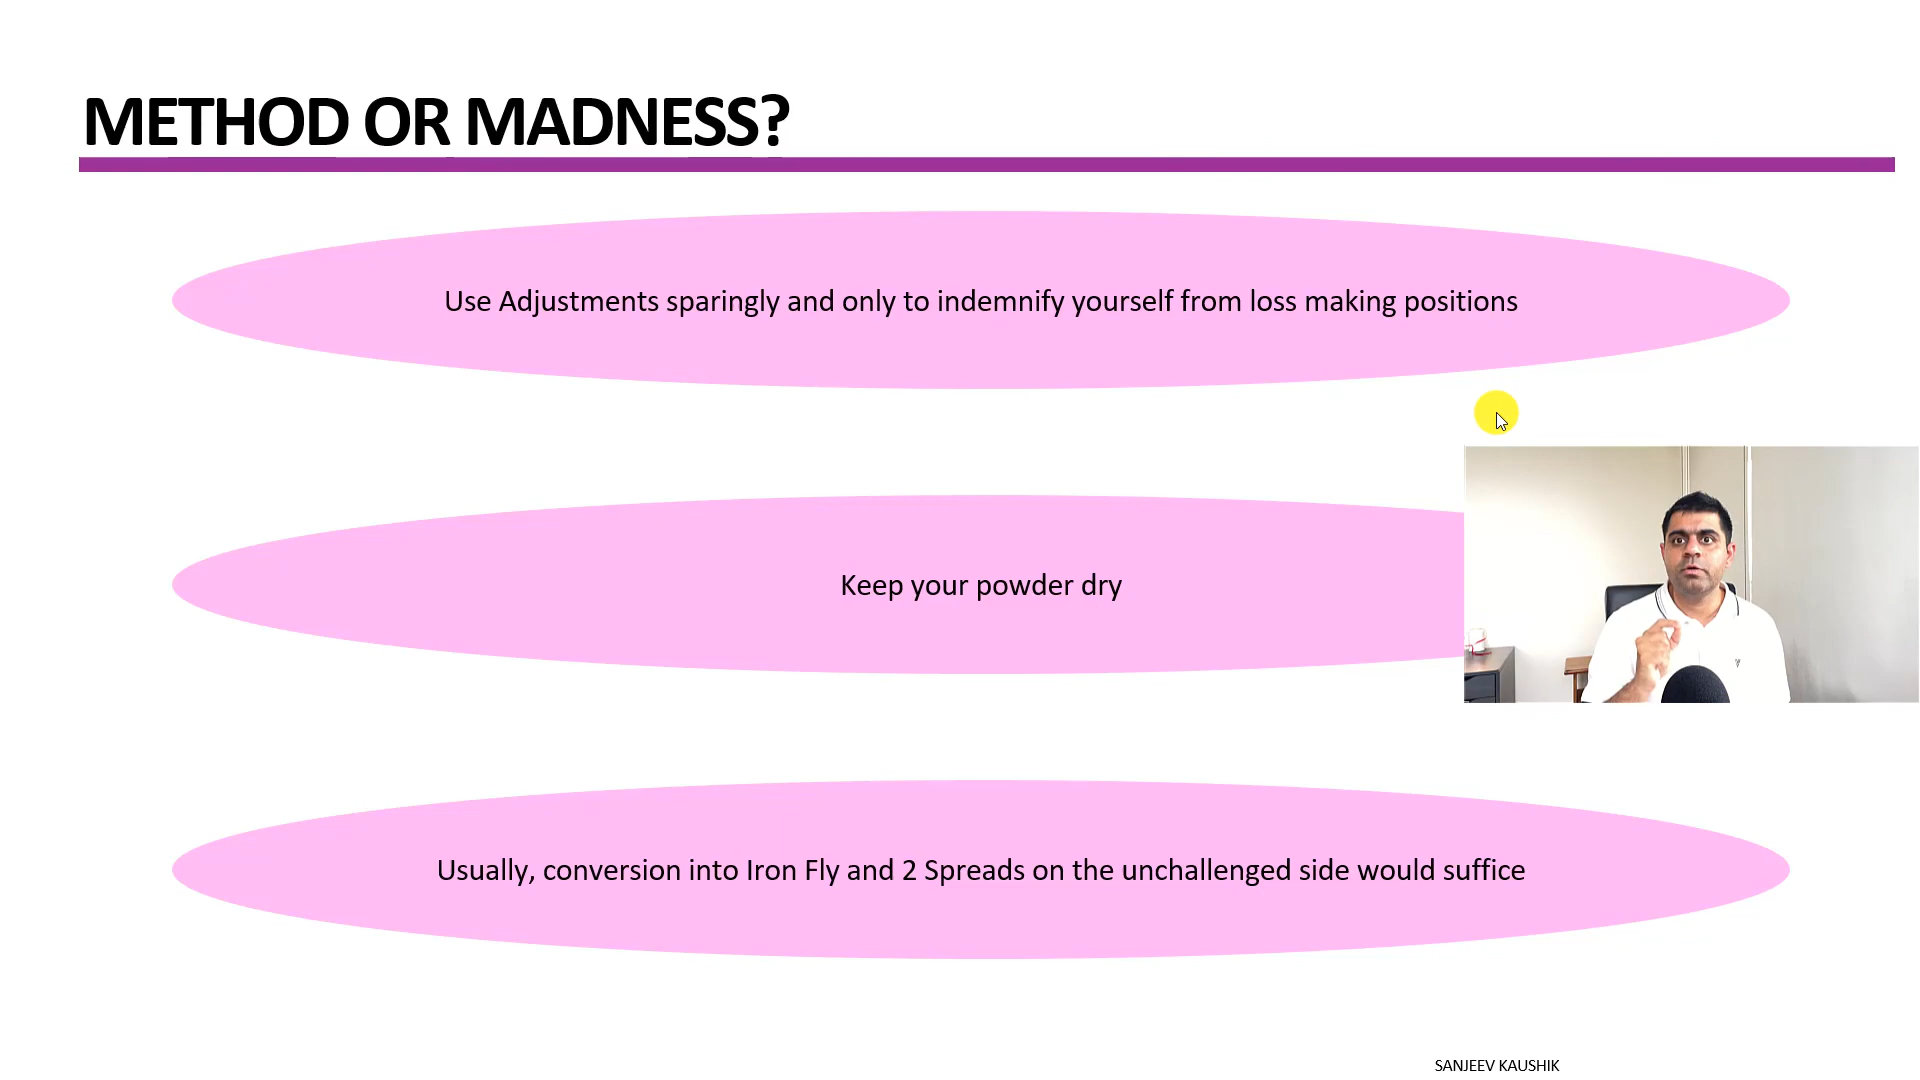 METHOD OR MADNESS?
Use Adjustments sparingly and only to indemnify yourself from loss making positions
Keep your powder dry
Usually, conversion into Iron Fly and 2 Spreads on the unchallenged side would suffice
SANJEEV KAUSHIK